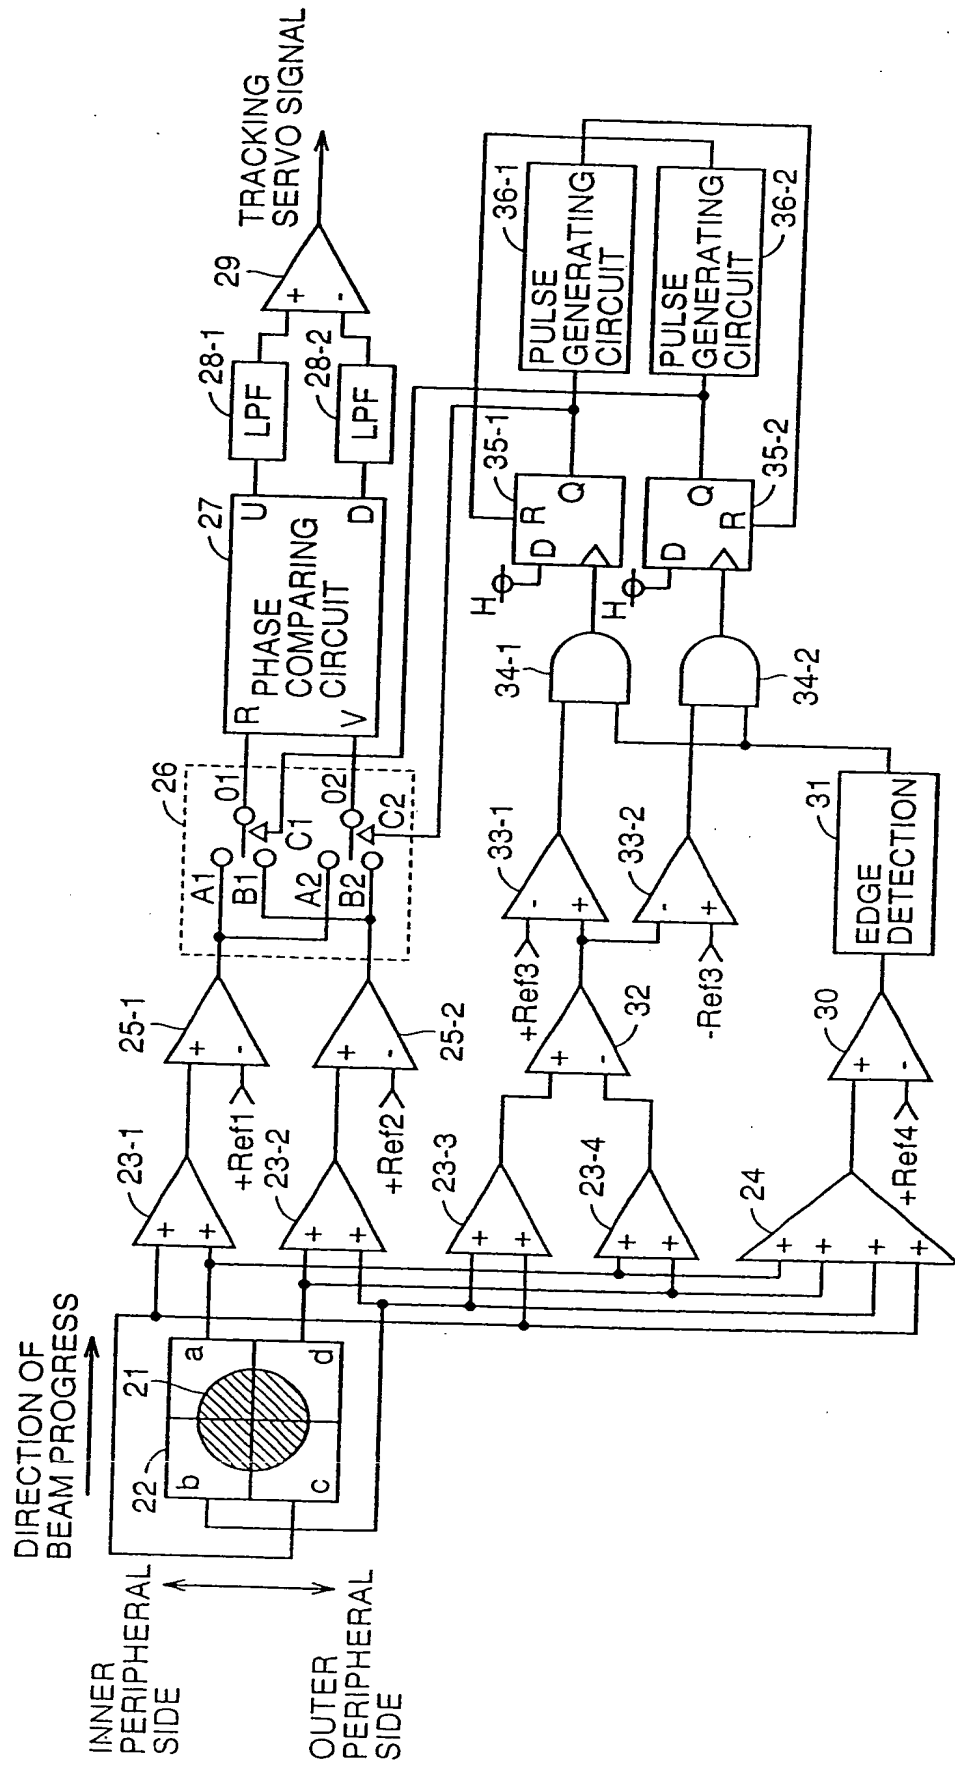 DIRECTION OF
BEAM PROGRESS
INNER
PERIPHERAL
SIDE
OUTER
PERIPHERAL
SIDE
22
21
b
a
c
d
23-1
+
+
23-2
+
+
23-3
+
+
23-4
+
+
24
+
+
+
+
25-1
+
-
+Ref1
25-2
+
-
+Ref2
26
A1
B1
A2
B2
01
02
C1
C2
27
R
V
PHASE
COMPARING
CIRCUIT
U
D
28-1
LPF
28-2
LPF
29
+
-
TRACKING
SERVO SIGNAL
32
+
-
+Ref3
33-1
-
+
33-2
-
+
-Ref3
30
+
-
+Ref4
31
EDGE
DETECTION
34-1
34-2
H
D
R
Q
35-1
H
D
R
Q
35-2
36-1
PULSE
GENERATING
CIRCUIT
PULSE
GENERATING
CIRCUIT
36-2